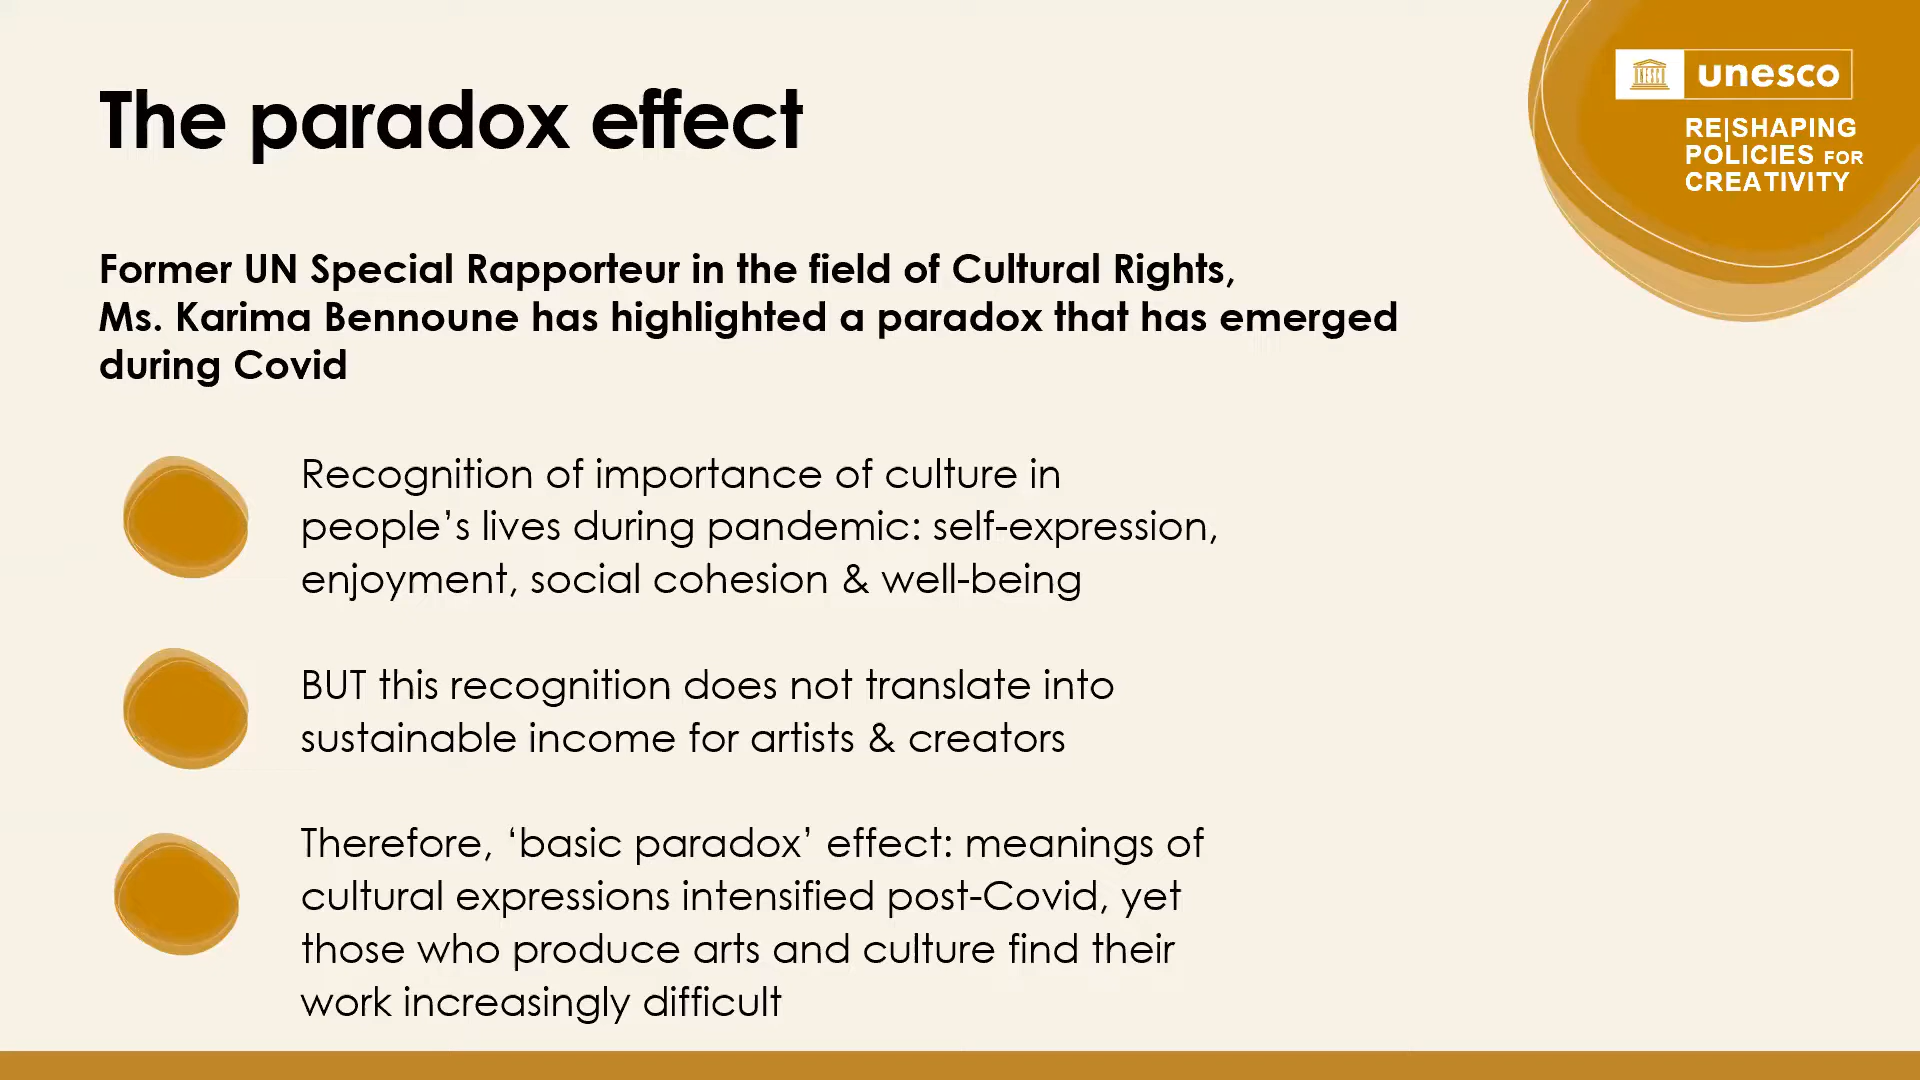 The paradox effect
unesco
RE|SHAPING
POLICIES FOR
CREATIVITY
Former UN Special Rapporteur in the field of Cultural Rights,
Ms. Karima Bennoune has highlighted a paradox that has emerged
during Covid
Recognition of importance of culture in
people’s lives during pandemic: self-expression,
enjoyment, social cohesion & well-being
BUT this recognition does not translate into
sustainable income for artists & creators
Therefore, ‘basic paradox’ effect: meanings of
cultural expressions intensified post-Covid, yet
those who produce arts and culture find their
work increasingly difficult